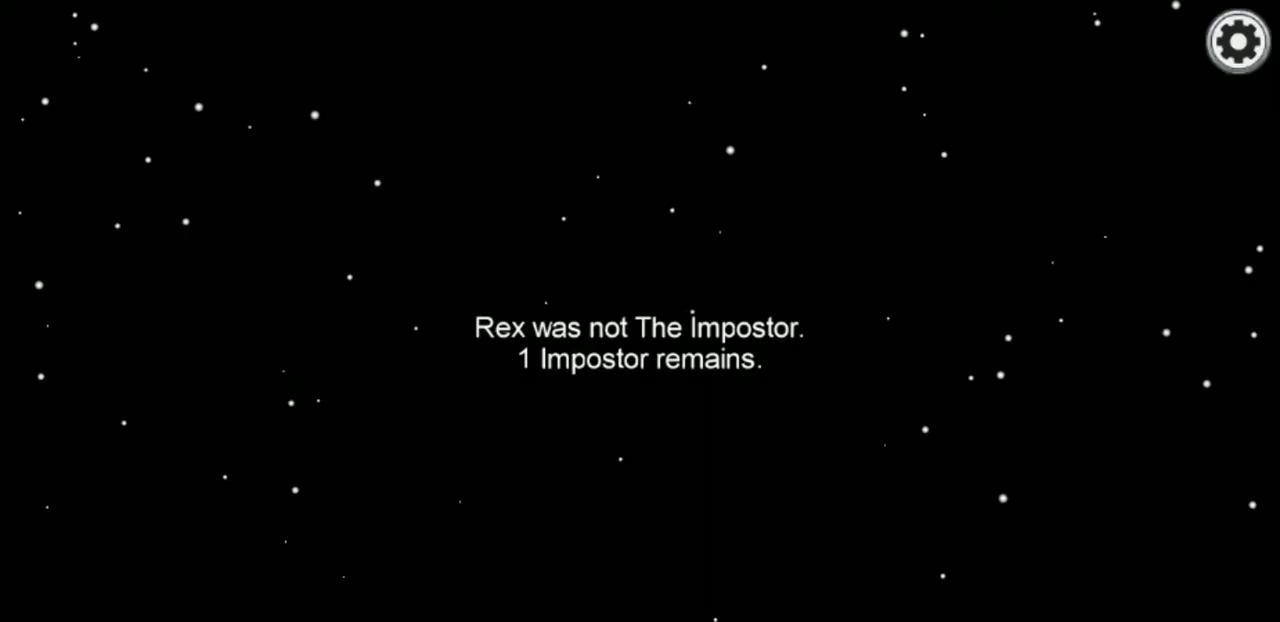 Rex was not The Impostor.
1 Impostor remains.